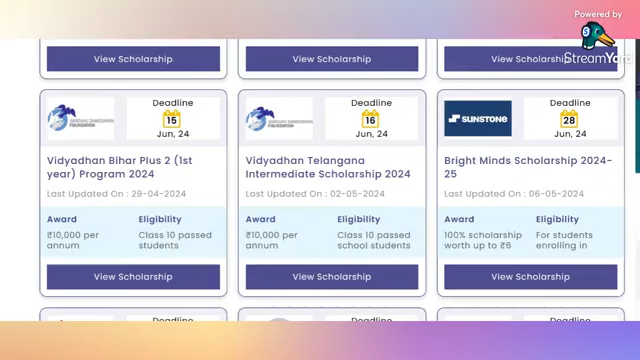 Powered by
StreamYard
View Scholarship
View Scholarship
View Scholarship
Deadline
15
Jun, 24
Vidyadhan Bihar Plus 2 (1st
year) Program 2024
Last Updated On : 29-04-2024
Award
Eligibility
₹10,000 per
annum
Class 10 passed
students
View Scholarship
Deadline
16
Jun, 24
Vidyadhan Telangana
Intermediate Scholarship 2024
Last Updated On : 02-05-2024
Award
Eligibility
₹10,000 per
annum
Class 10 passed
school students
View Scholarship
SUNSTONE
Deadline
28
Jun, 24
Bright Minds Scholarship 2024-
25
Last Updated On : 06-05-2024
Award
Eligibility
100% scholarship
worth up to ₹6
For students
enrolling in
View Scholarship
Deadline
Deadline
Deadline